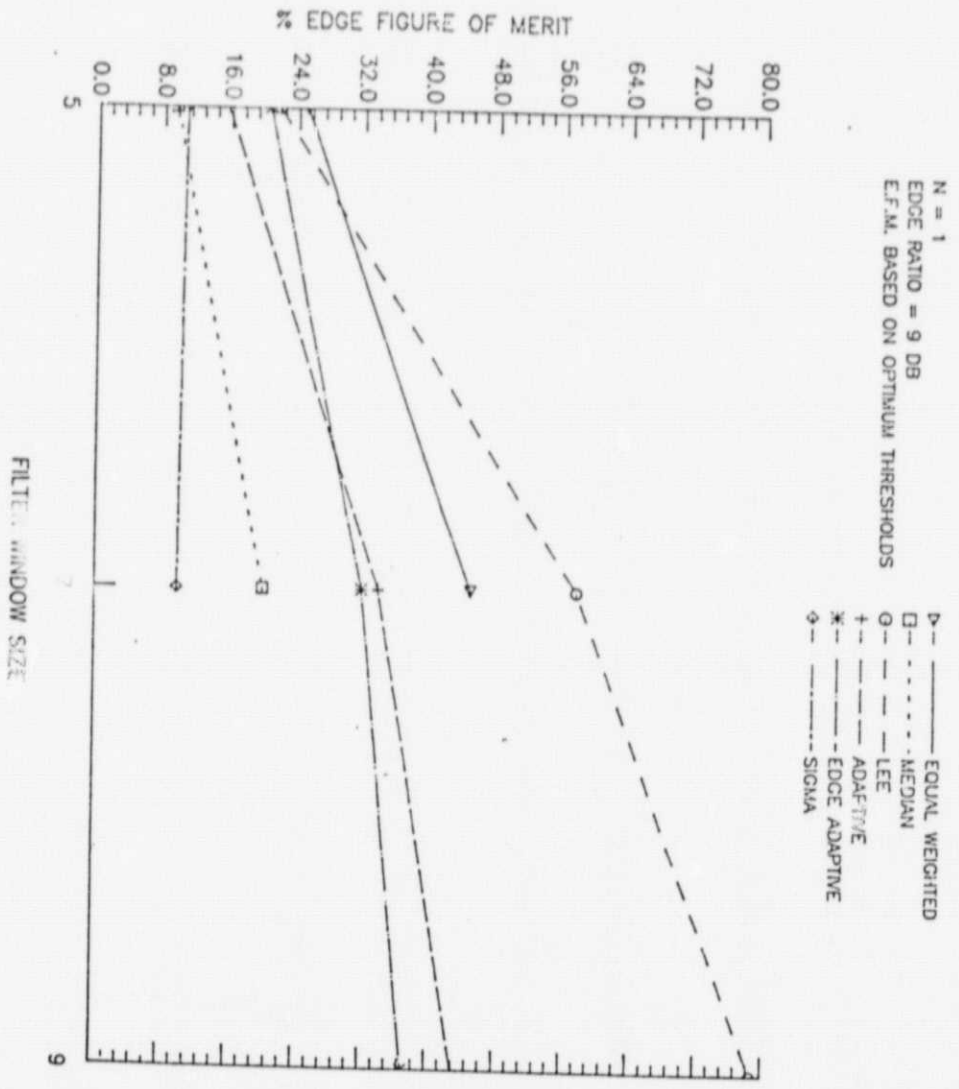 % EDGE FIGURE OF MERIT
80.0
72.0
64.0
56.0
48.0
40.0
32.0
24.0
16.0
8.0
0.0
5
7
9
FILTER WINDOW SIZE
N = 1
EDGE RATIO = 9 DB
E.F.M. BASED ON OPTIMUM THRESHOLDS
EQUAL WEIGHTED
MEDIAN
LEE
ADAPTIVE
EDGE ADAPTIVE
SIGMA